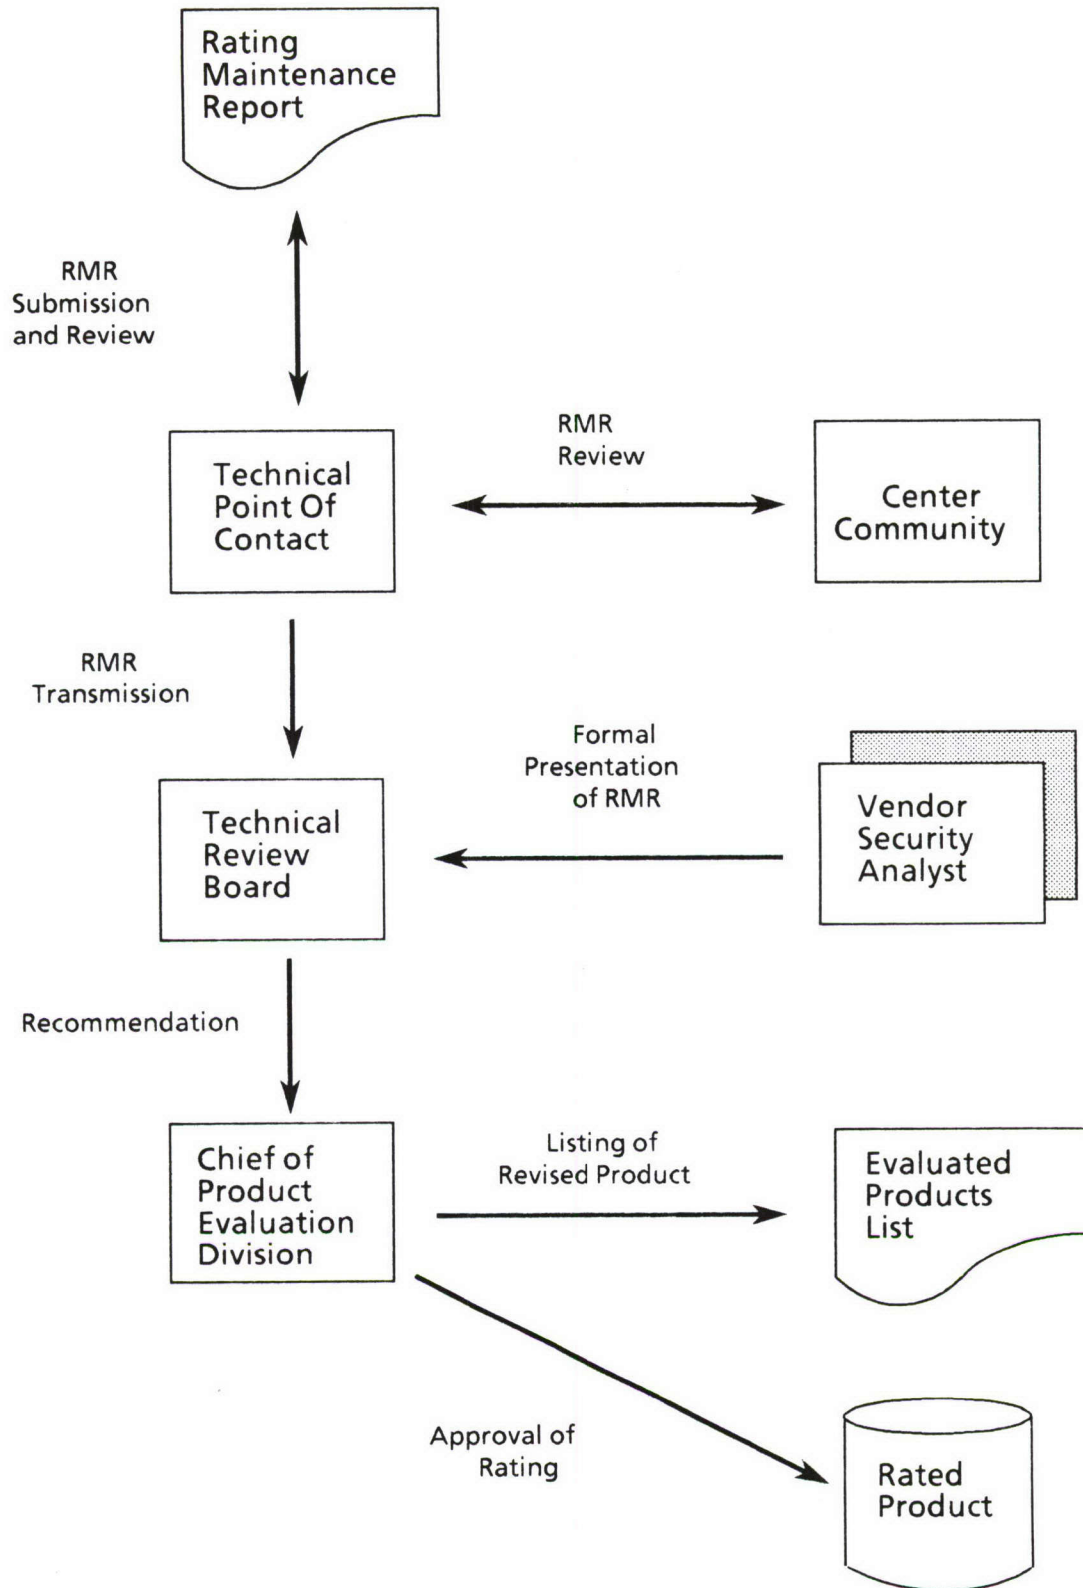 Rating
Maintenance
Report
RMR
Submission
and Review
RMR
Review
Technical
Point Of
Contact
Center
Community
RMR
Transmission
Formal
Presentation
of RMR
Technical
Review
Board
Vendor
Security
Analyst
Recommendation
Chief of
Product
Evaluation
Division
Listing of
Revised Product
Evaluated
Products
List
Approval of
Rating
Rated
Product